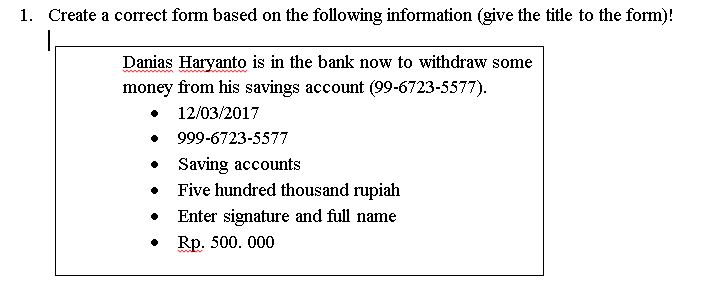 1. Create a correct form based on the following information (give the title to the form)!
Danias Haryanto is in the bank now to withdraw some
money from his savings account (99-6723-5577).
• 12/03/2017
• 999-6723-5577
• Saving accounts
• Five hundred thousand rupiah
• Enter signature and full name
• Rp. 500. 000